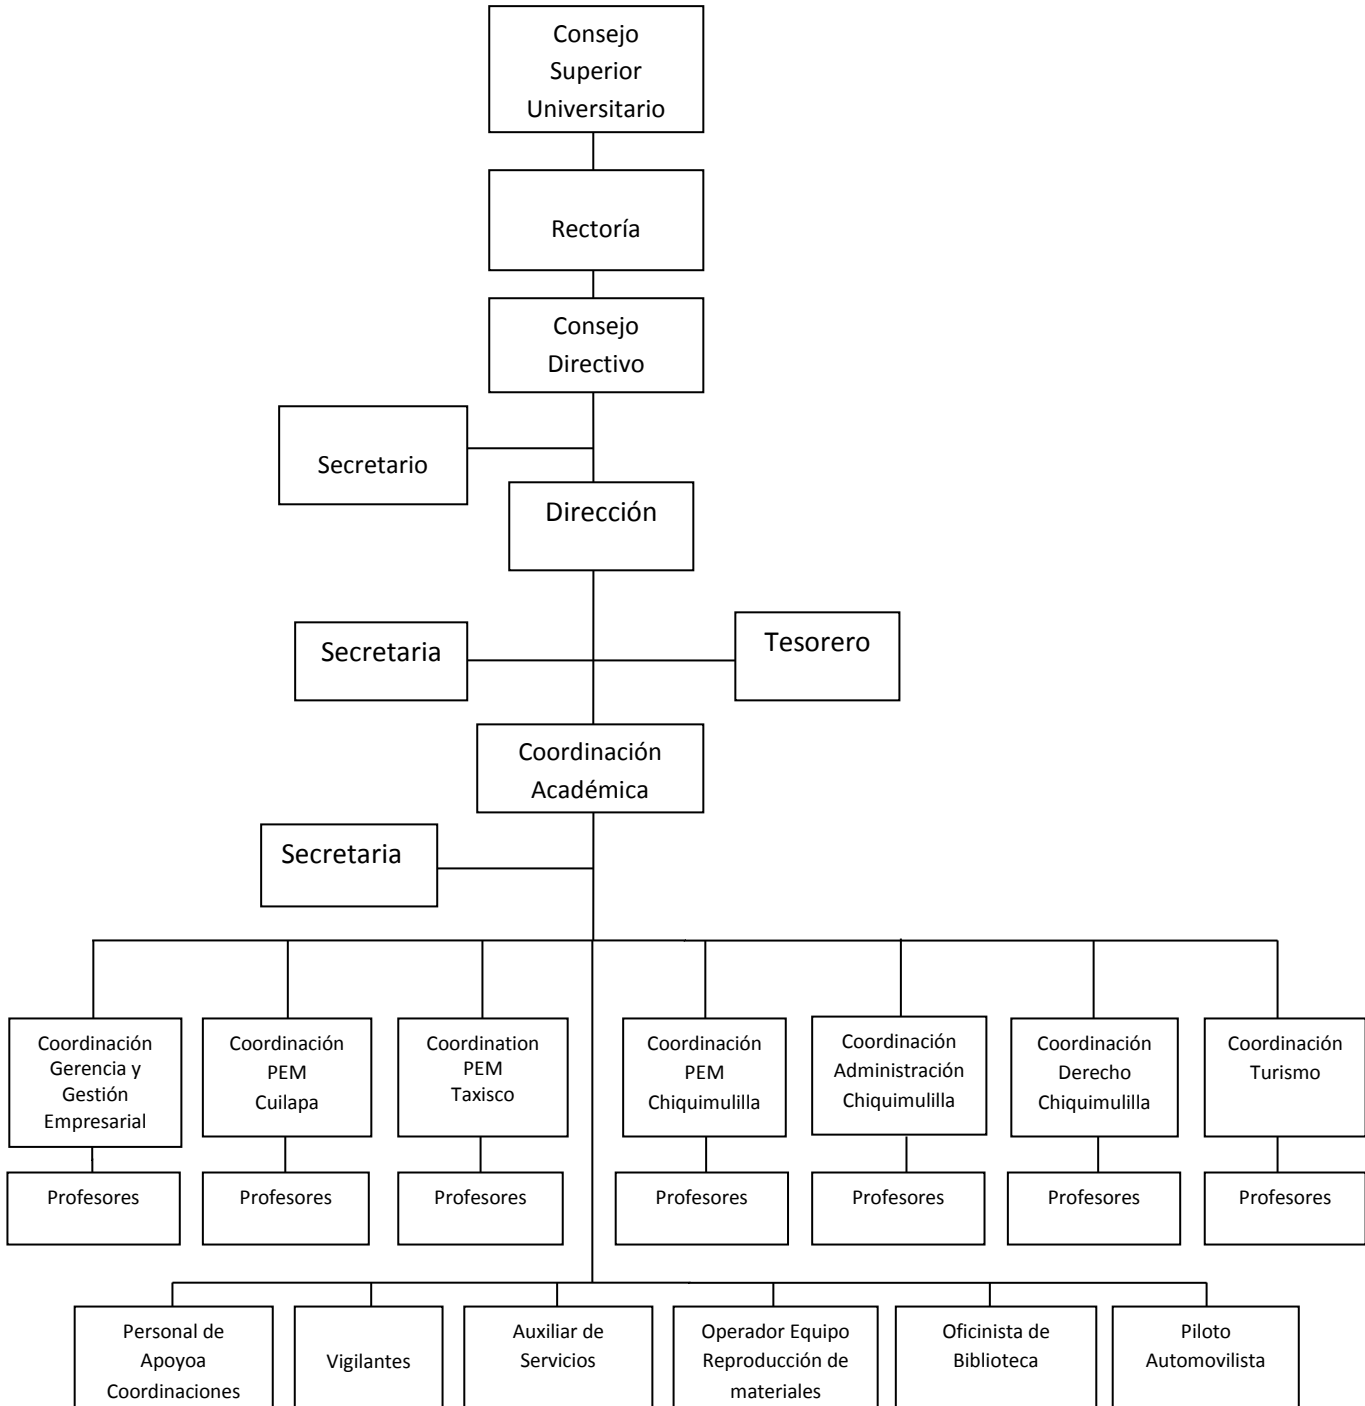 Consejo
Superior
Universitario
Rectoría
Consejo
Directivo
Secretario
Dirección
Secretaria
Tesorero
Coordinación
Académica
Secretaria
Coordinación
Gerencia y
Gestión
Empresarial
Coordinación
PEM
Cuilapa
Coordination
PEM
Taxisco
Coordinación
PEM
Chiquimulilla
Coordinación
Administración
Chiquimulilla
Coordinación
Derecho
Chiquimulilla
Coordinación
Turismo
Profesores
Profesores
Profesores
Profesores
Profesores
Profesores
Profesores
Personal de
Apoyoa
Coordinaciones
Vigilantes
Auxiliar de
Servicios
Operador Equipo
Reproducción de
materiales
Oficinista de
Biblioteca
Piloto
Automovilista